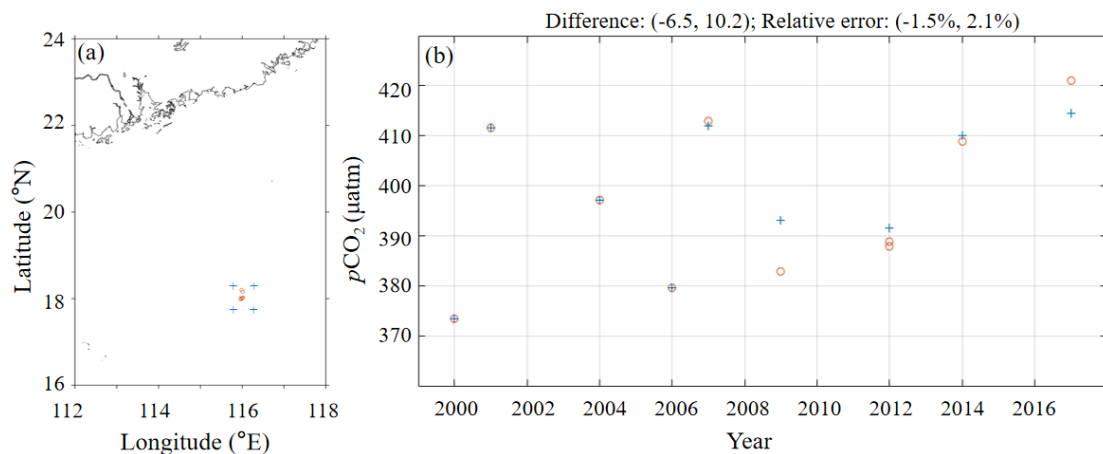 Difference: (-6.5, 10.2); Relative error: (-1.5%, 2.1%)
(a)
24
22
20
18
16
Latitude (°N)
112 114 116 118
Longitude (°E)
(b)
420
410
400
390
380
370
pCO₂ (μatm)
2000 2002 2004 2006 2008 2010 2012 2014 2016
Year